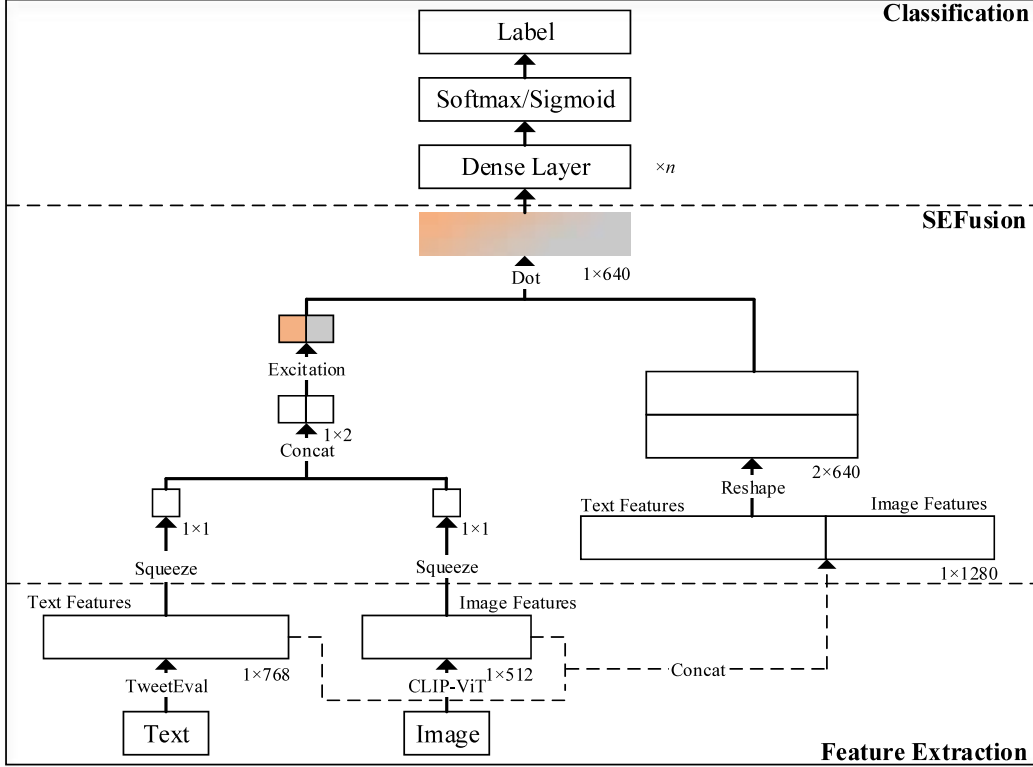 Classification
Label
Softmax/Sigmoid
Dense Layer
×n
SEFusion
1×640
Dot
Excitation
1×2
Concat
2×640
Reshape
Text Features
Image Features
1×1
1×1
Squeeze
Squeeze
1×1280
Text Features
Image Features
1×768
1×512
Concat
TweetEval
CLIP-ViT
Text
Image
Feature Extraction